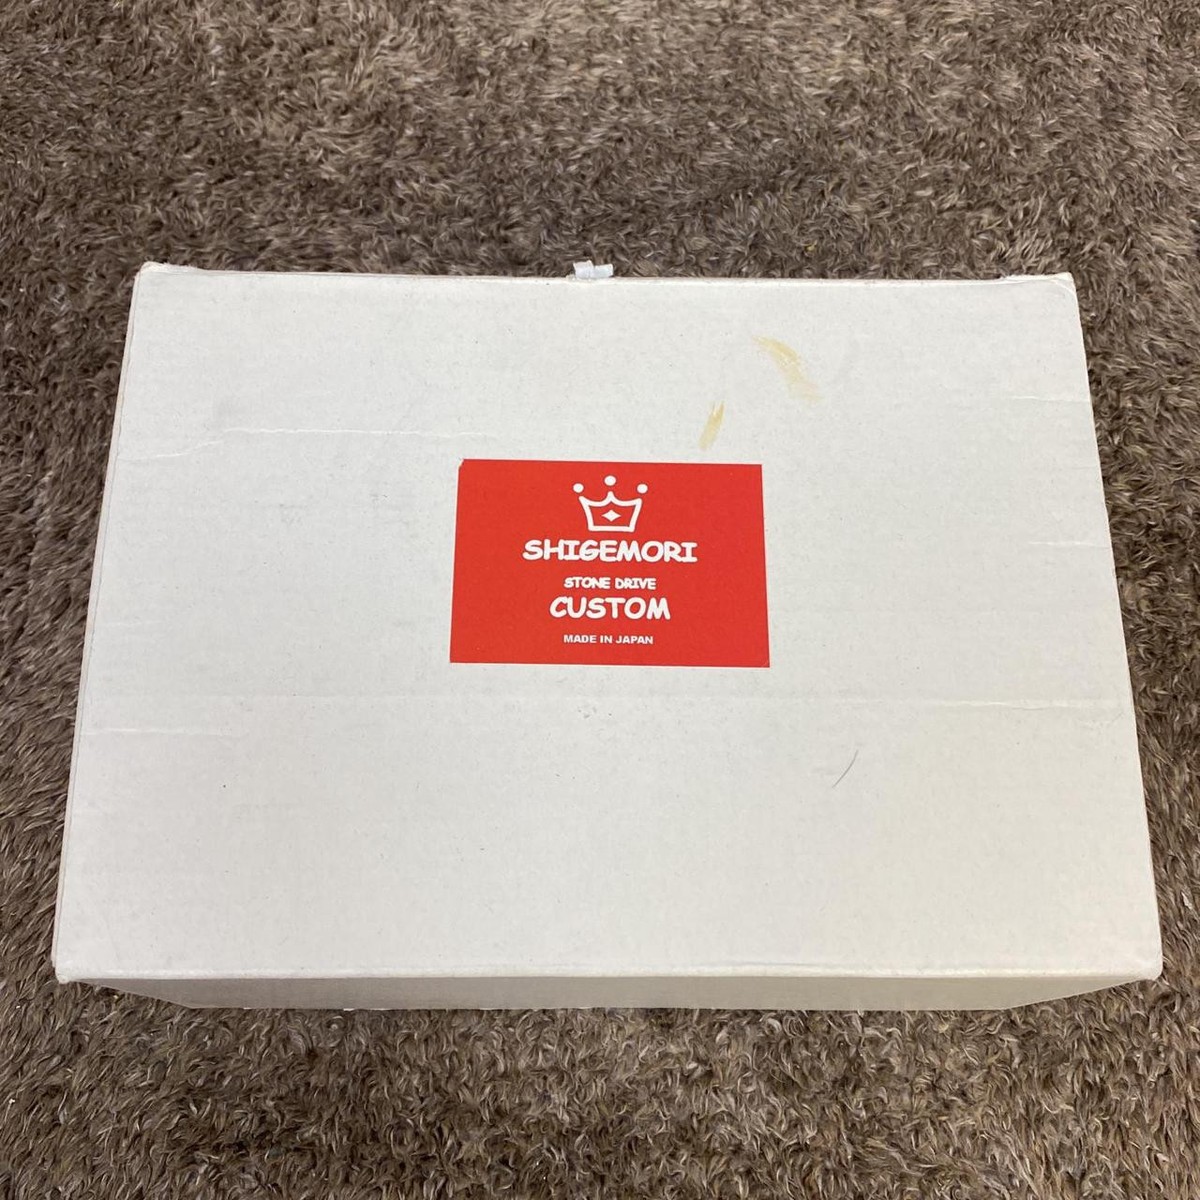 SHIGEMORI
STONE DRIVE
CUSTOM
MADE IN JAPAN